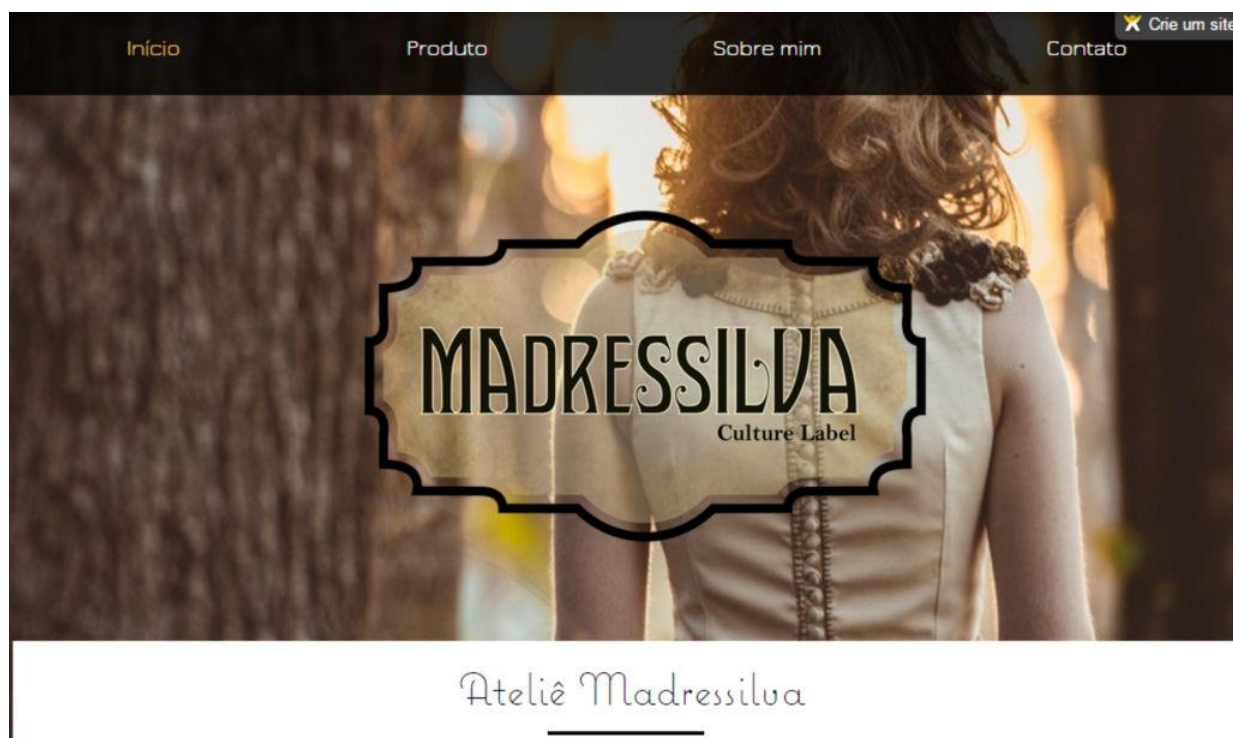 Crie um site
Início Produto Sobre mim Contato
MADRESSILVA
Culture Label
Ateliê Madressilva